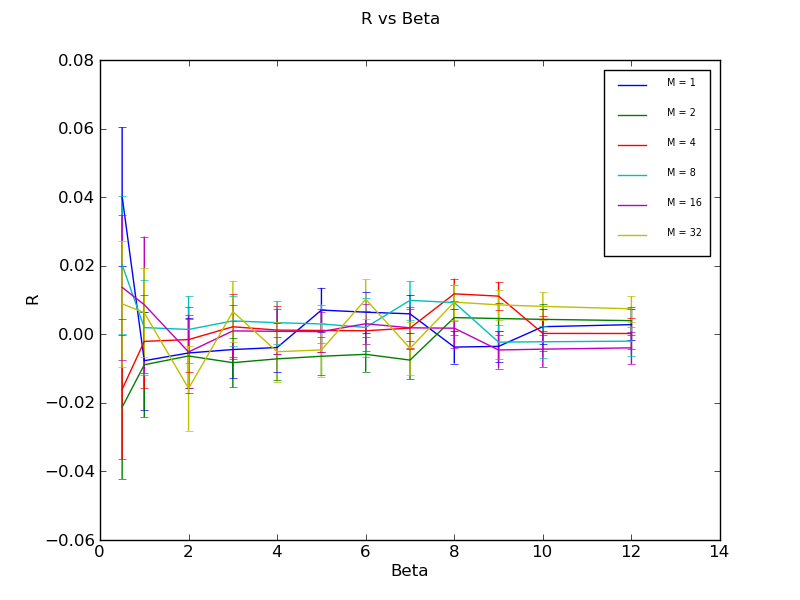 R vs Beta
0.08
0.06
0.04
0.02
0.00
−0.02
−0.04
−0.06
R
0 2 4 6 8 10 12 14
Beta
M = 1
M = 2
M = 4
M = 8
M = 16
M = 32